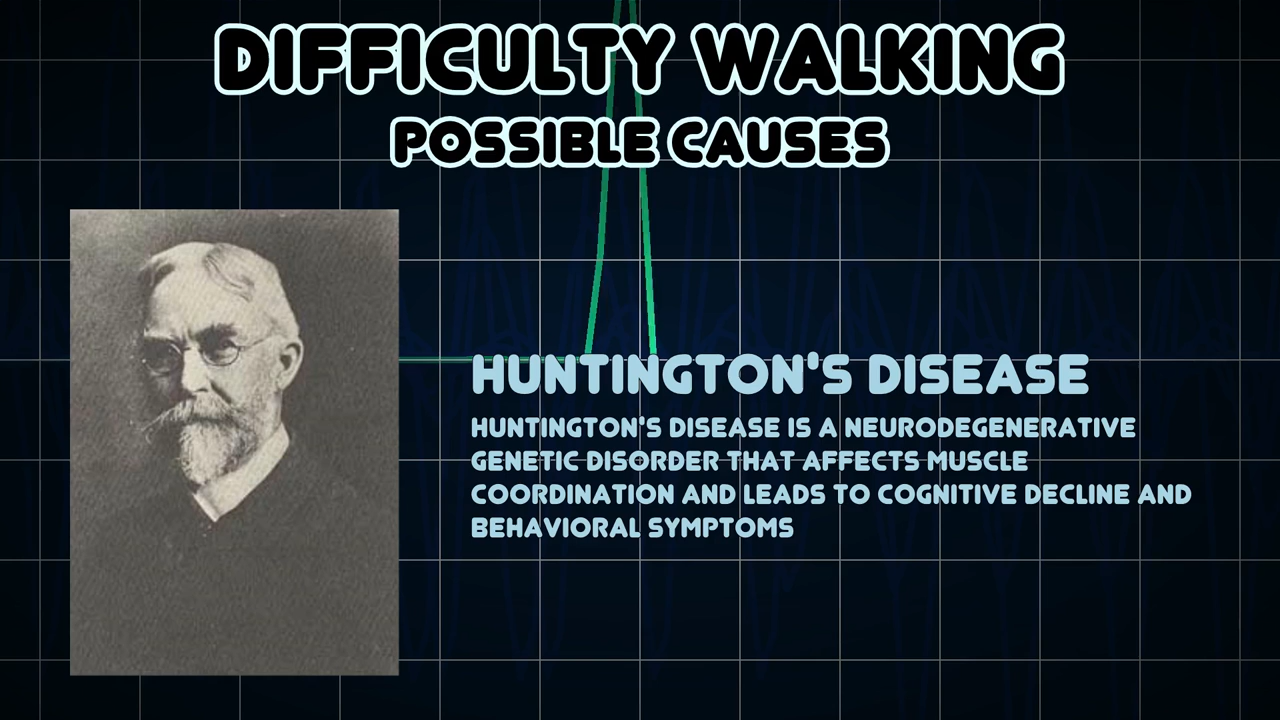 DIFFICULTY WALKING
POSSIBLE CAUSES
HUNTINGTON'S DISEASE
HUNTINGTON'S DISEASE IS A NEURODEGENERATIVE
GENETIC DISORDER THAT AFFECTS MUSCLE
COORDINATION AND LEADS TO COGNITIVE DECLINE AND
BEHAVIORAL SYMPTOMS